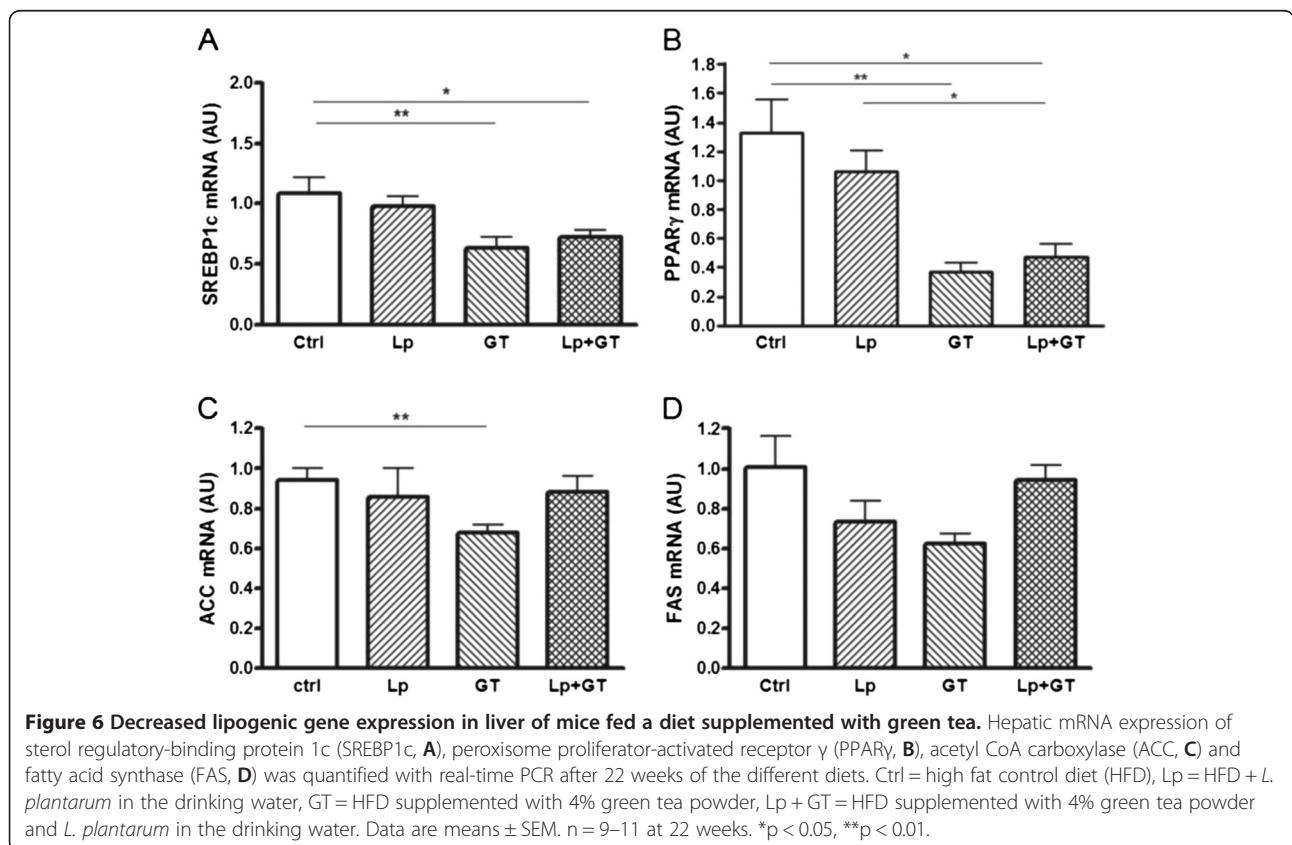 A
SREBP1c mRNA (AU)
2.0
1.5
1.0
0.5
0.0
*
**
Ctrl Lp GT Lp+GT
B
PPARγ mRNA (AU)
1.8
1.6
1.4
1.2
1.0
0.8
0.6
0.4
0.2
0.0
*
**
*
Ctrl Lp GT Lp+GT
C
ACC mRNA (AU)
1.2
1.0
0.8
0.6
0.4
0.2
0.0
**
ctrl Lp GT Lp+GT
D
FAS mRNA (AU)
1.2
1.0
0.8
0.6
0.4
0.2
0.0
Ctrl Lp GT Lp+GT
Figure 6 Decreased lipogenic gene expression in liver of mice fed a diet supplemented with green tea. Hepatic mRNA expression of
sterol regulatory-binding protein 1c (SREBP1c, A), peroxisome proliferator-activated receptor γ (PPARγ, B), acetyl CoA carboxylase (ACC, C) and
fatty acid synthase (FAS, D) was quantified with real-time PCR after 22 weeks of the different diets. Ctrl = high fat control diet (HFD), Lp = HFD + L.
plantarum in the drinking water, GT = HFD supplemented with 4% green tea powder, Lp + GT = HFD supplemented with 4% green tea powder
and L. plantarum in the drinking water. Data are means ± SEM. n = 9–11 at 22 weeks. *p < 0.05, **p < 0.01.